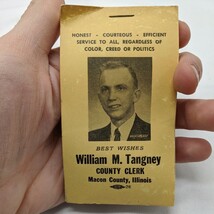 HONEST - COURTEOUS - EFFICIENT
SERVICE TO ALL, REGARDLESS OF
COLOR, CREED OR POLITICS
BEST WISHES
William M. Tangney
COUNTY CLERK
Macon County, Illinois